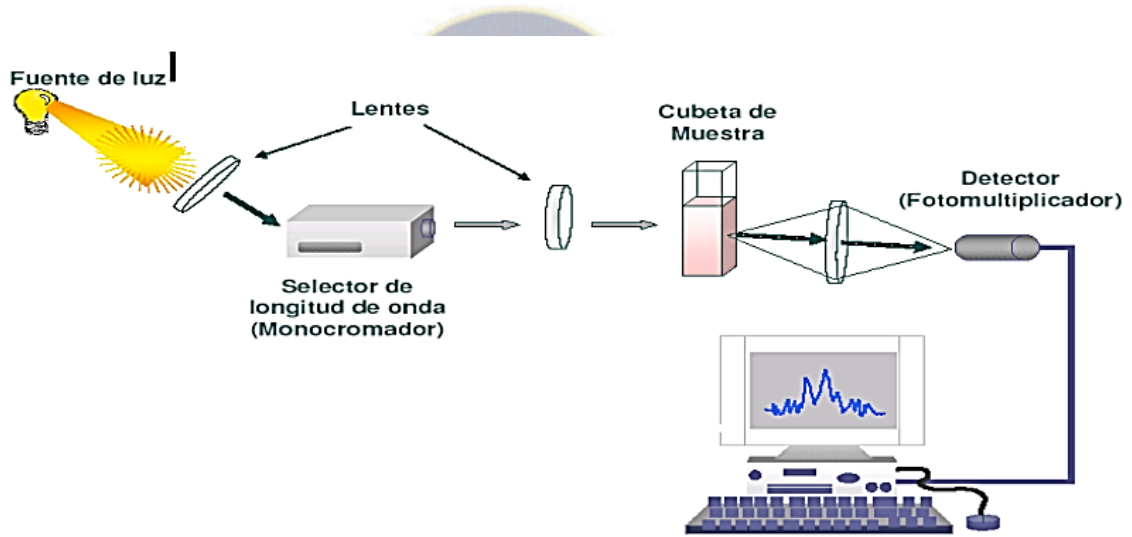 Fuente de luz
Lentes
Cubeta de
Muestra
Detector
(Fotomultiplicador)
Selector de
longitud de onda
(Monocromador)